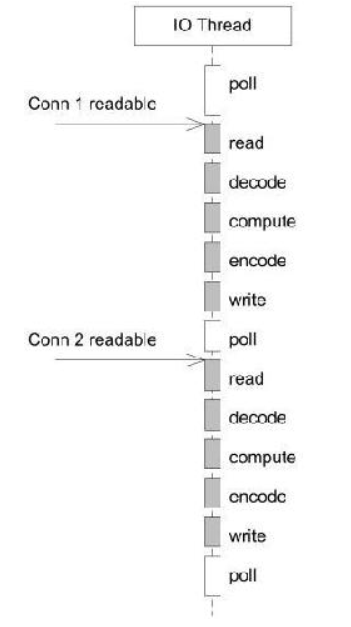 IO Thread
poll
Conn 1 readable
read
decode
compute
encode
write
poll
Conn 2 readable
read
decode
compute
encode
write
poll